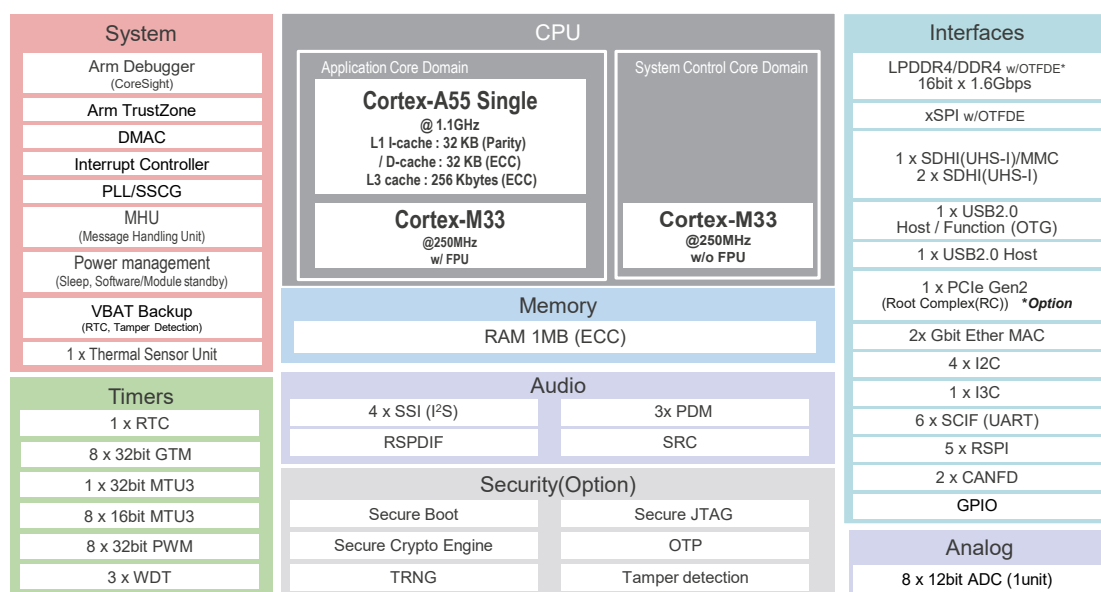 System
Arm Debugger
(CoreSight)
Arm TrustZone
DMAC
Interrupt Controller
PLL/SSCG
MHU
(Message Handling Unit)
Power management
(Sleep, Software/Module standby)
VBAT Backup
(RTC, Tamper Detection)
1 x Thermal Sensor Unit
Timers
1 x RTC
8 x 32bit GTM
1 x 32bit MTU3
8 x 16bit MTU3
8 x 32bit PWM
3 x WDT
CPU
Application Core Domain
Cortex-A55 Single
@ 1.1GHz
L1 I-cache : 32 KB (Parity)
/ D-cache : 32 KB (ECC)
L3 cache : 256 Kbytes (ECC)
Cortex-M33
@250MHz
w/ FPU
System Control Core Domain
Cortex-M33
@250MHz
w/o FPU
Memory
RAM 1MB (ECC)
Audio
4 x SSI (I²S)
3x PDM
RSPDIF
SRC
Security(Option)
Secure Boot
Secure JTAG
Secure Crypto Engine
OTP
TRNG
Tamper detection
Interfaces
LPDDR4/DDR4 w/OTFDE*
16bit x 1.6Gbps
xSPI w/OTFDE
1 x SDHI(UHS-I)/MMC
2 x SDHI(UHS-I)
1 x USB2.0
Host / Function (OTG)
1 x USB2.0 Host
1 x PCIe Gen2
(Root Complex(RC)) *Option
2x Gbit Ether MAC
4 x I2C
1 x I3C
6 x SCIF (UART)
5 x RSPI
2 x CANFD
GPIO
Analog
8 x 12bit ADC (1unit)